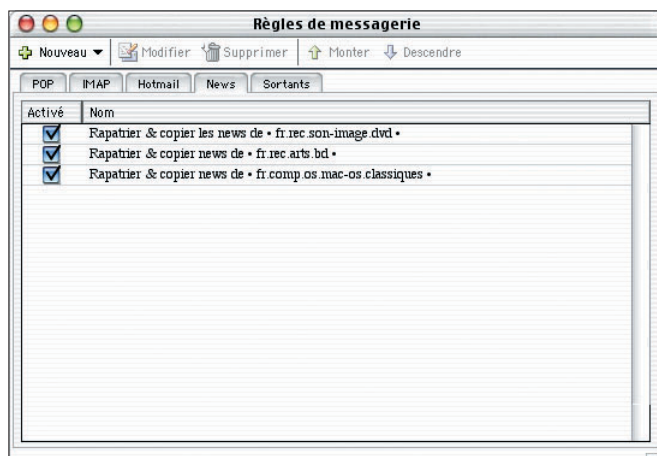 Règles de messagerie
Nouveau Modifier Supprimer Monter Descendre
POP IMAP Hotmail News Sortants
Activé Nom
Rapatrier & copier les news de • fr.rec.son-image.dvd •
Rapatrier & copier news de • fr.rec.arts.bd •
Rapatrier & copier news de • fr.comp.os.mac-os.classiques •